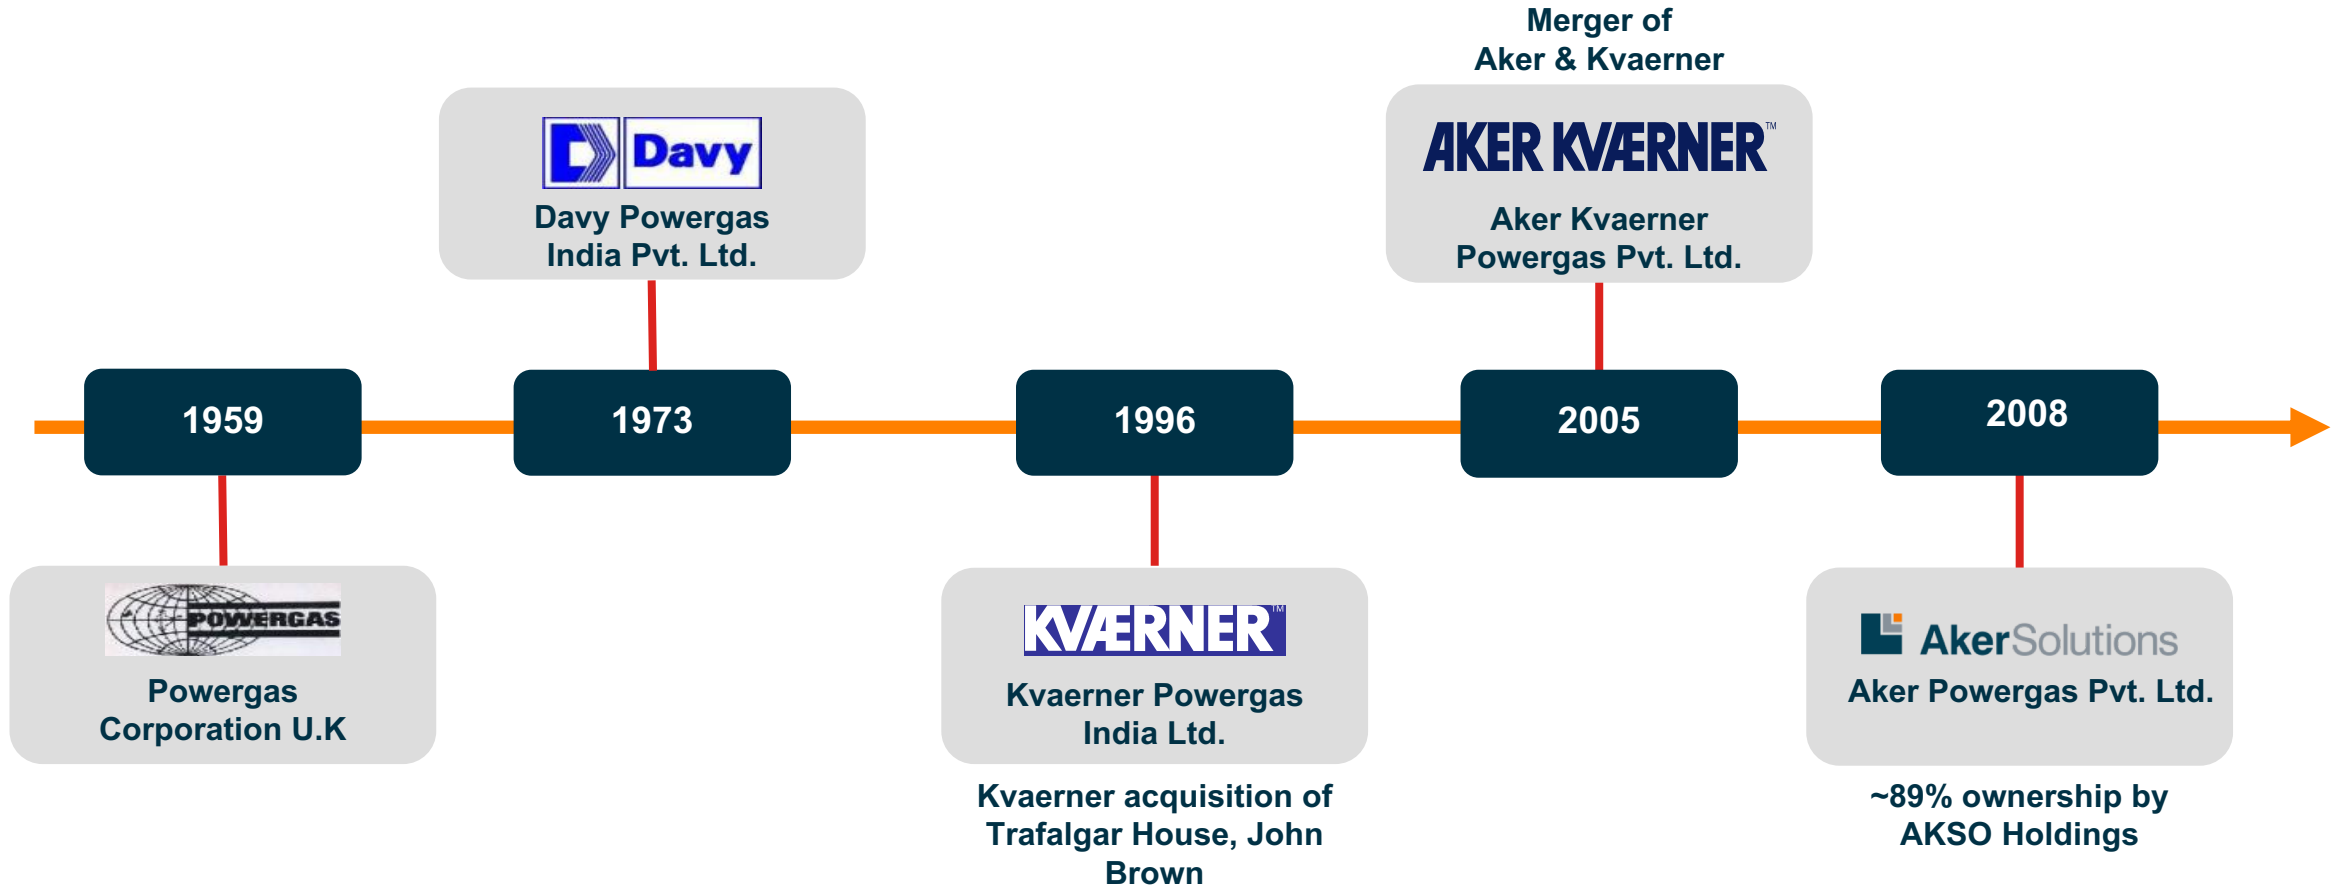 Merger of
Aker & Kvaerner
Davy
Davy Powergas
India Pvt. Ltd.
AKER KVÆRNER™
Aker Kvaerner
Powergas Pvt. Ltd.
1959
1973
1996
2005
2008
POWERGAS
Powergas
Corporation U.K
KVÆRNER™
Kvaerner Powergas
India Ltd.
Kvaerner acquisition of
Trafalgar House, John
Brown
AkerSolutions
Aker Powergas Pvt. Ltd.
~89% ownership by
AKSO Holdings